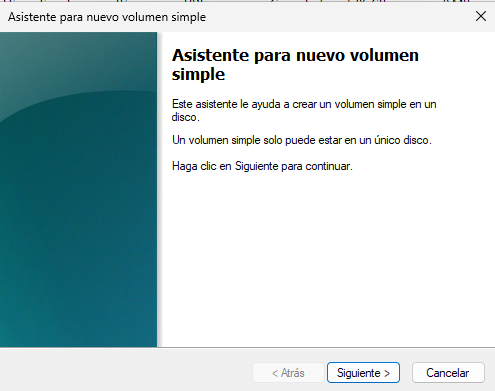 Asistente para nuevo volumen simple
Asistente para nuevo volumen
simple
Este asistente le ayuda a crear un volumen simple en un
disco.
Un volumen simple solo puede estar en un único disco.
Haga clic en Siguiente para continuar.
< Atrás
Siguiente >
Cancelar